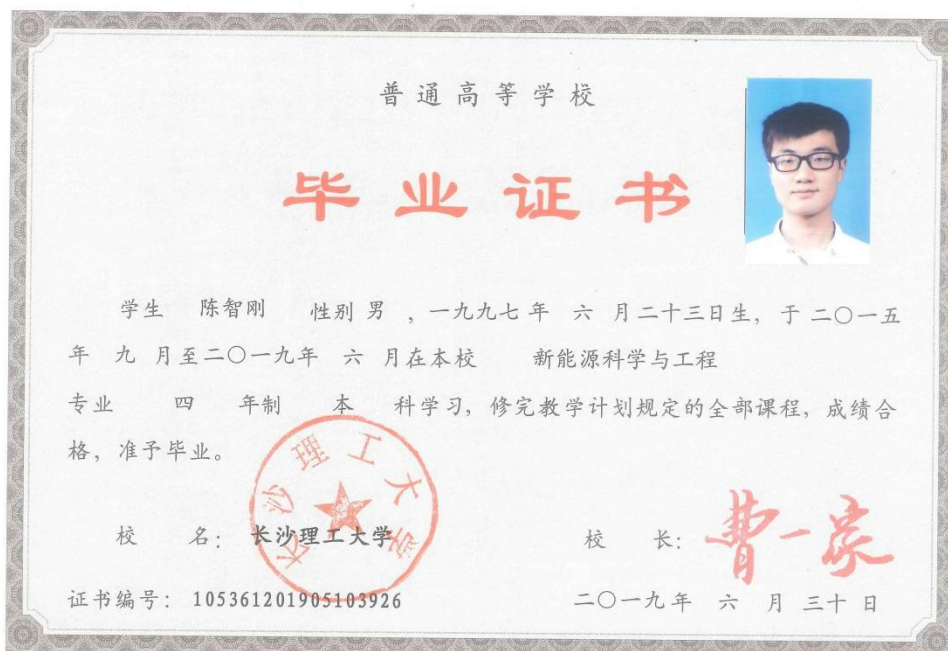 普通高等学校
毕业证书
学生 陈智刚 性别 男 ，一九九七 年 六 月二十三日生，于 二〇一五
年 九 月至二〇一九年 六 月在本校 新能源科学与工程
专业 四 年制 本 科学习，修完教学计划规定的全部课程，成绩合
格，准予毕业。
长沙理工大学
校 名： 长沙理工大学 校 长： 曹一家
证书编号： 105361201905103926 二〇一九年 六 月 三十 日